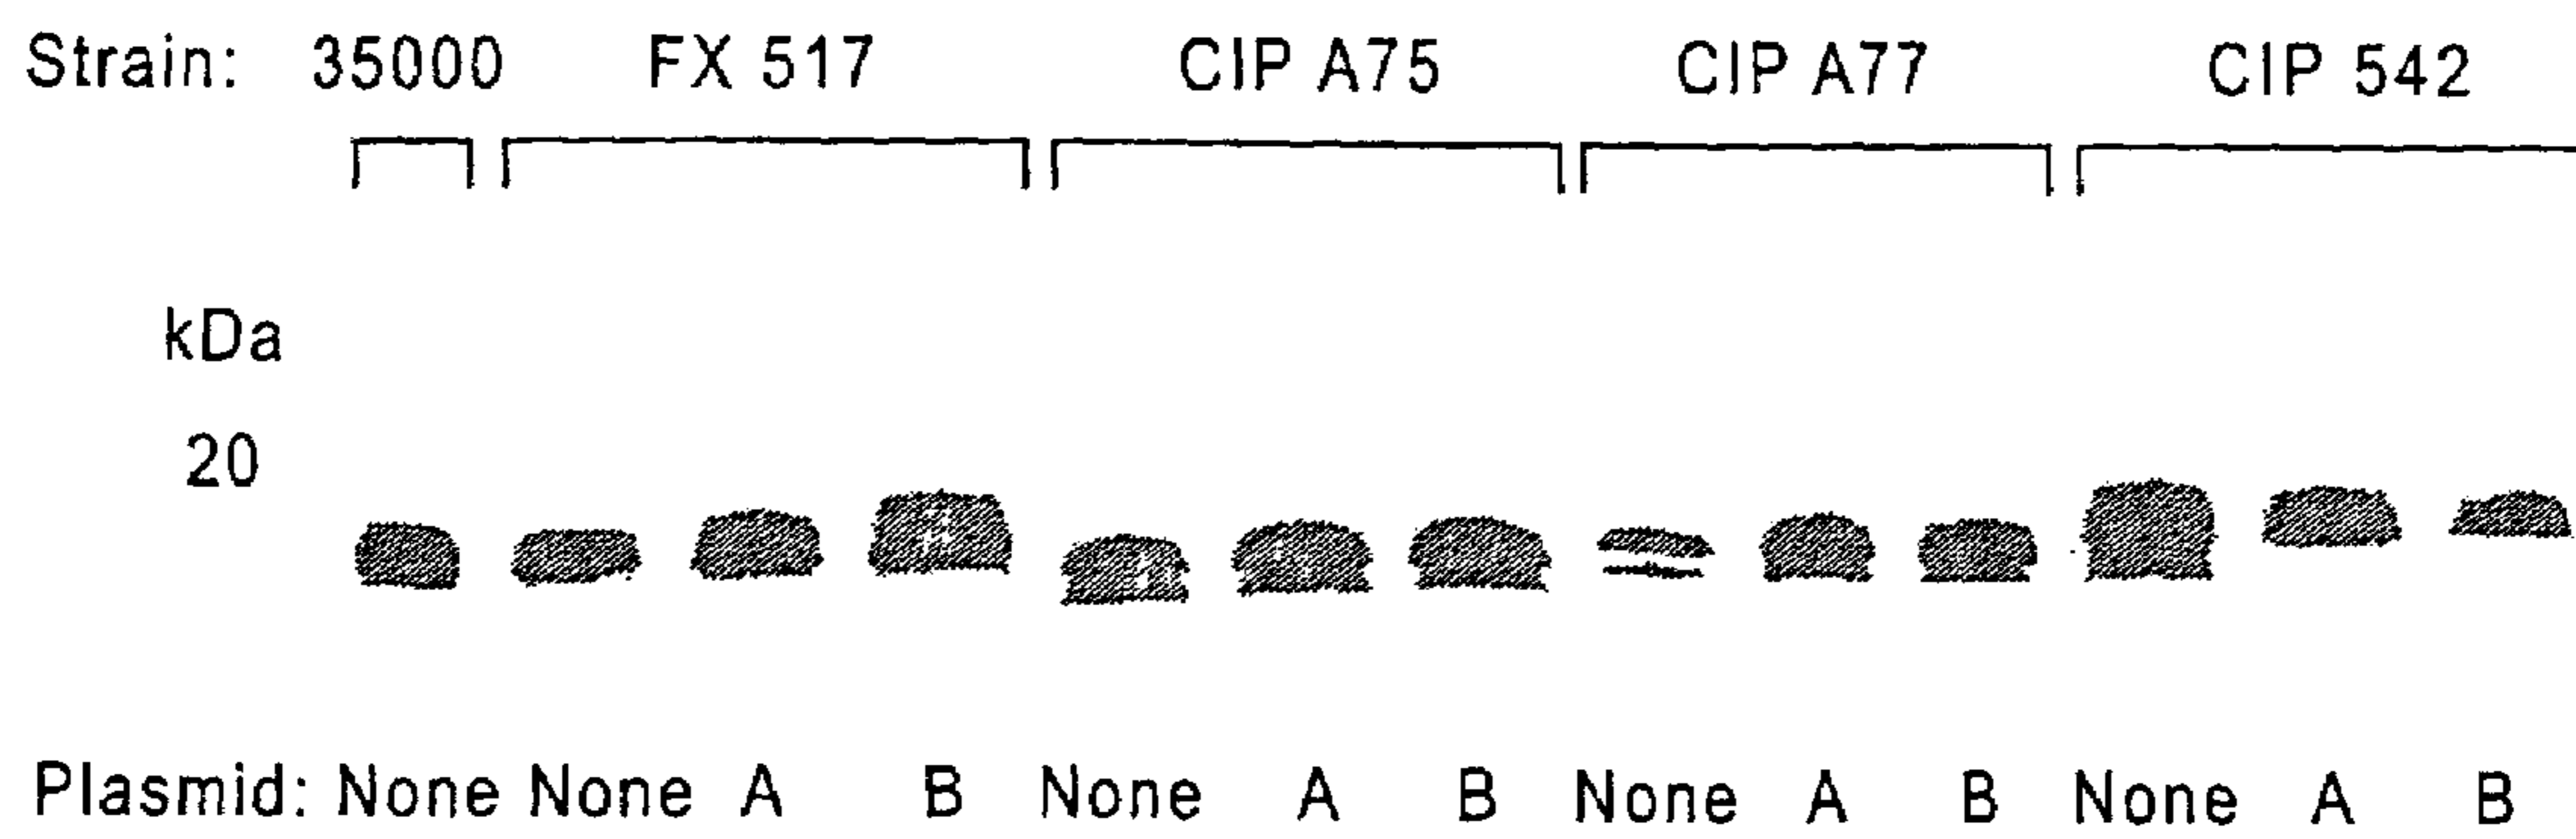 Strain: 35000 FX 517 CIP A75 CIP A77 CIP 542
kDa
20
Plasmid: None None A B None A B None A B None A B